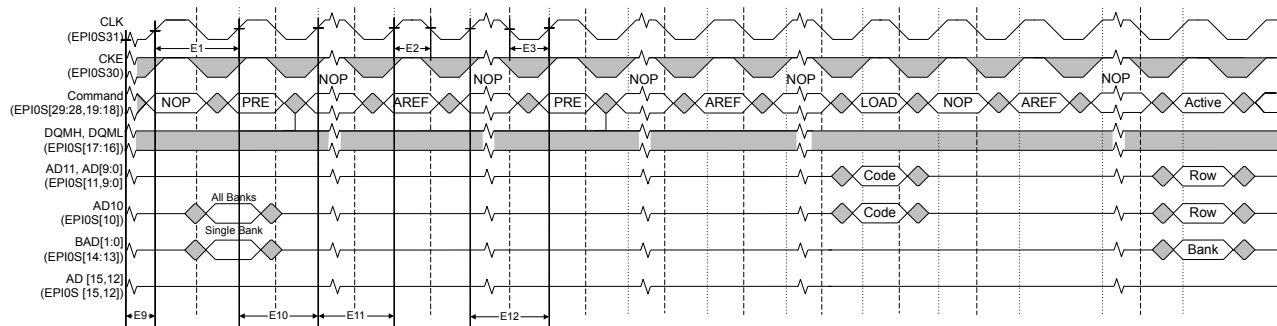 CLK
(EPI0S31)
E1
E2
E3
CKE
(EPI0S30)
NOP
NOP
NOP
NOP
NOP
Command
(EPI0S[29:28,19:18])
NOP
PRE
AREF
PRE
AREF
LOAD
NOP
AREF
Active
DQMH, DQML
(EPI0S[17:16])
AD11, AD[9:0]
(EPI0S[11,9:0])
Code
Row
All Banks
AD10
(EPI0S[10])
Code
Row
Single Bank
BAD[1:0]
(EPI0S[14:13])
Bank
AD [15,12]
(EPI0S [15,12])
E9
E10
E11
E12